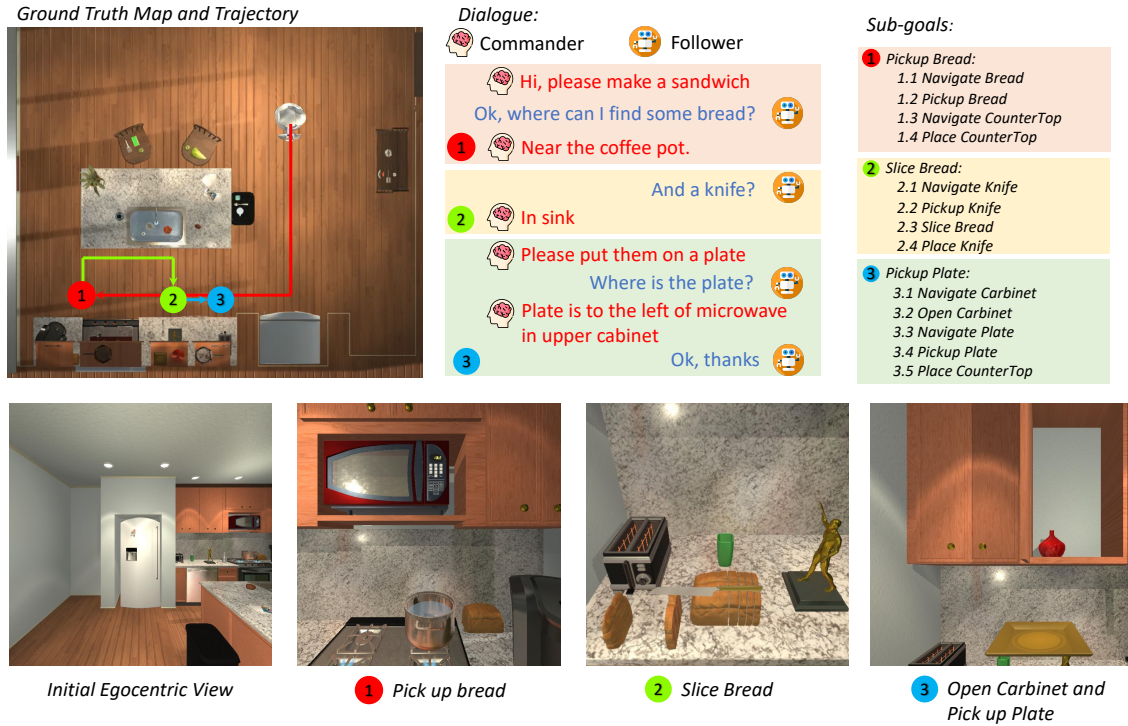 Ground Truth Map and Trajectory
1
2
3
Dialogue:
Commander
Follower
Hi, please make a sandwich
Ok, where can I find some bread?
1
Near the coffee pot.
And a knife?
2
In sink
Please put them on a plate
Where is the plate?
Plate is to the left of microwave
in upper cabinet
3
Ok, thanks
Sub-goals:
1 Pickup Bread:
1.1 Navigate Bread
1.2 Pickup Bread
1.3 Navigate CounterTop
1.4 Place CounterTop
2 Slice Bread:
2.1 Navigate Knife
2.2 Pickup Knife
2.3 Slice Bread
2.4 Place Knife
3 Pickup Plate:
3.1 Navigate Carbinet
3.2 Open Carbinet
3.3 Navigate Plate
3.4 Pickup Plate
3.5 Place CounterTop
Initial Egocentric View
1 Pick up bread
2 Slice Bread
3 Open Carbinet and
Pick up Plate